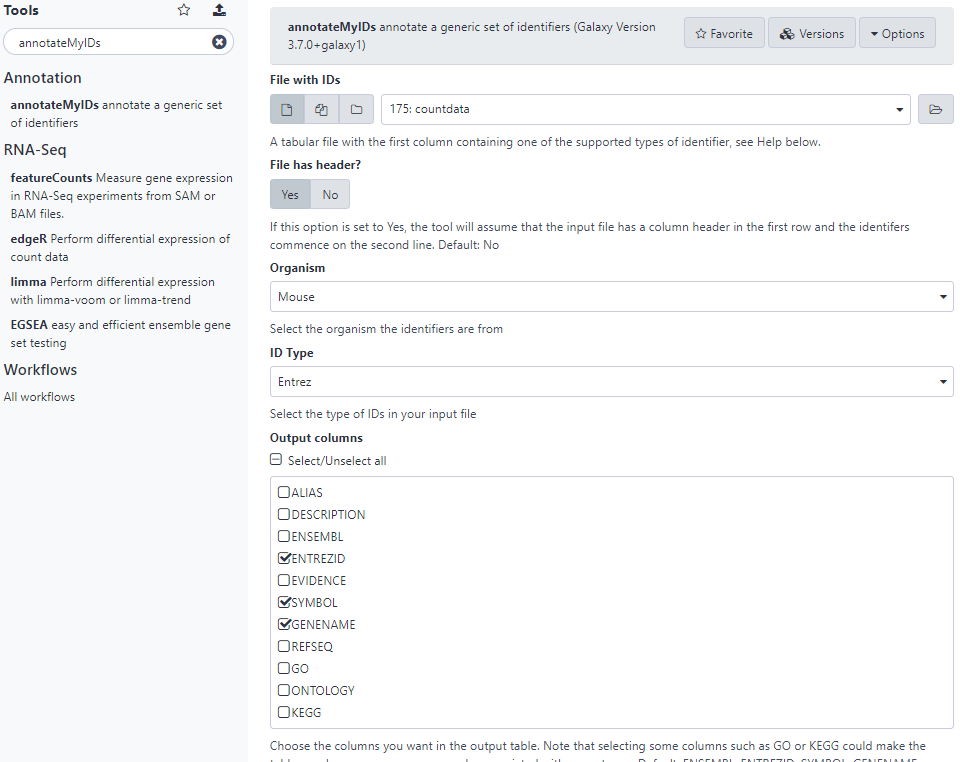 Tools
annotateMyIDs
Annotation
annotateMyIDs annotate a generic set
of identifiers
RNA-Seq
featureCounts Measure gene expression
in RNA-Seq experiments from SAM or
BAM files.
edgeR Perform differential expression of
count data
limma Perform differential expression
with limma-voom or limma-trend
EGSEA easy and efficient ensemble gene
set testing
Workflows
All workflows
annotateMyIDs annotate a generic set of identifiers (Galaxy Version
3.7.0+galaxy1)
Favorite
Versions
Options
File with IDs
175: countdata
A tabular file with the first column containing one of the supported types of identifier, see Help below.
File has header?
Yes No
If this option is set to Yes, the tool will assume that the input file has a column header in the first row and the identifers
commence on the second line. Default: No
Organism
Mouse
Select the organism the identifiers are from
ID Type
Entrez
Select the type of IDs in your input file
Output columns
Select/Unselect all
ALIAS
DESCRIPTION
ENSEMBL
ENTREZID
EVIDENCE
SYMBOL
GENENAME
REFSEQ
GO
ONTOLOGY
KEGG
Choose the columns you want in the output table. Note that selecting some columns such as GO or KEGG could make the